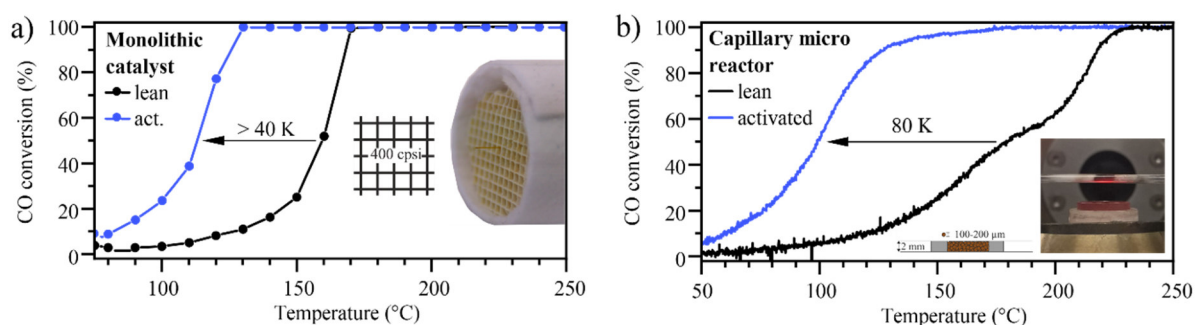 a)
100
80
60
40
20
0
CO conversion (%)
Monolithic
catalyst
lean
act.
> 40 K
400 cpsi
100
150
200
250
Temperature (°C)
b)
100
80
60
40
20
0
CO conversion (%)
Capillary micro
reactor
lean
activated
80 K
100-200 µm
2 mm
50
100
150
200
250
Temperature (°C)